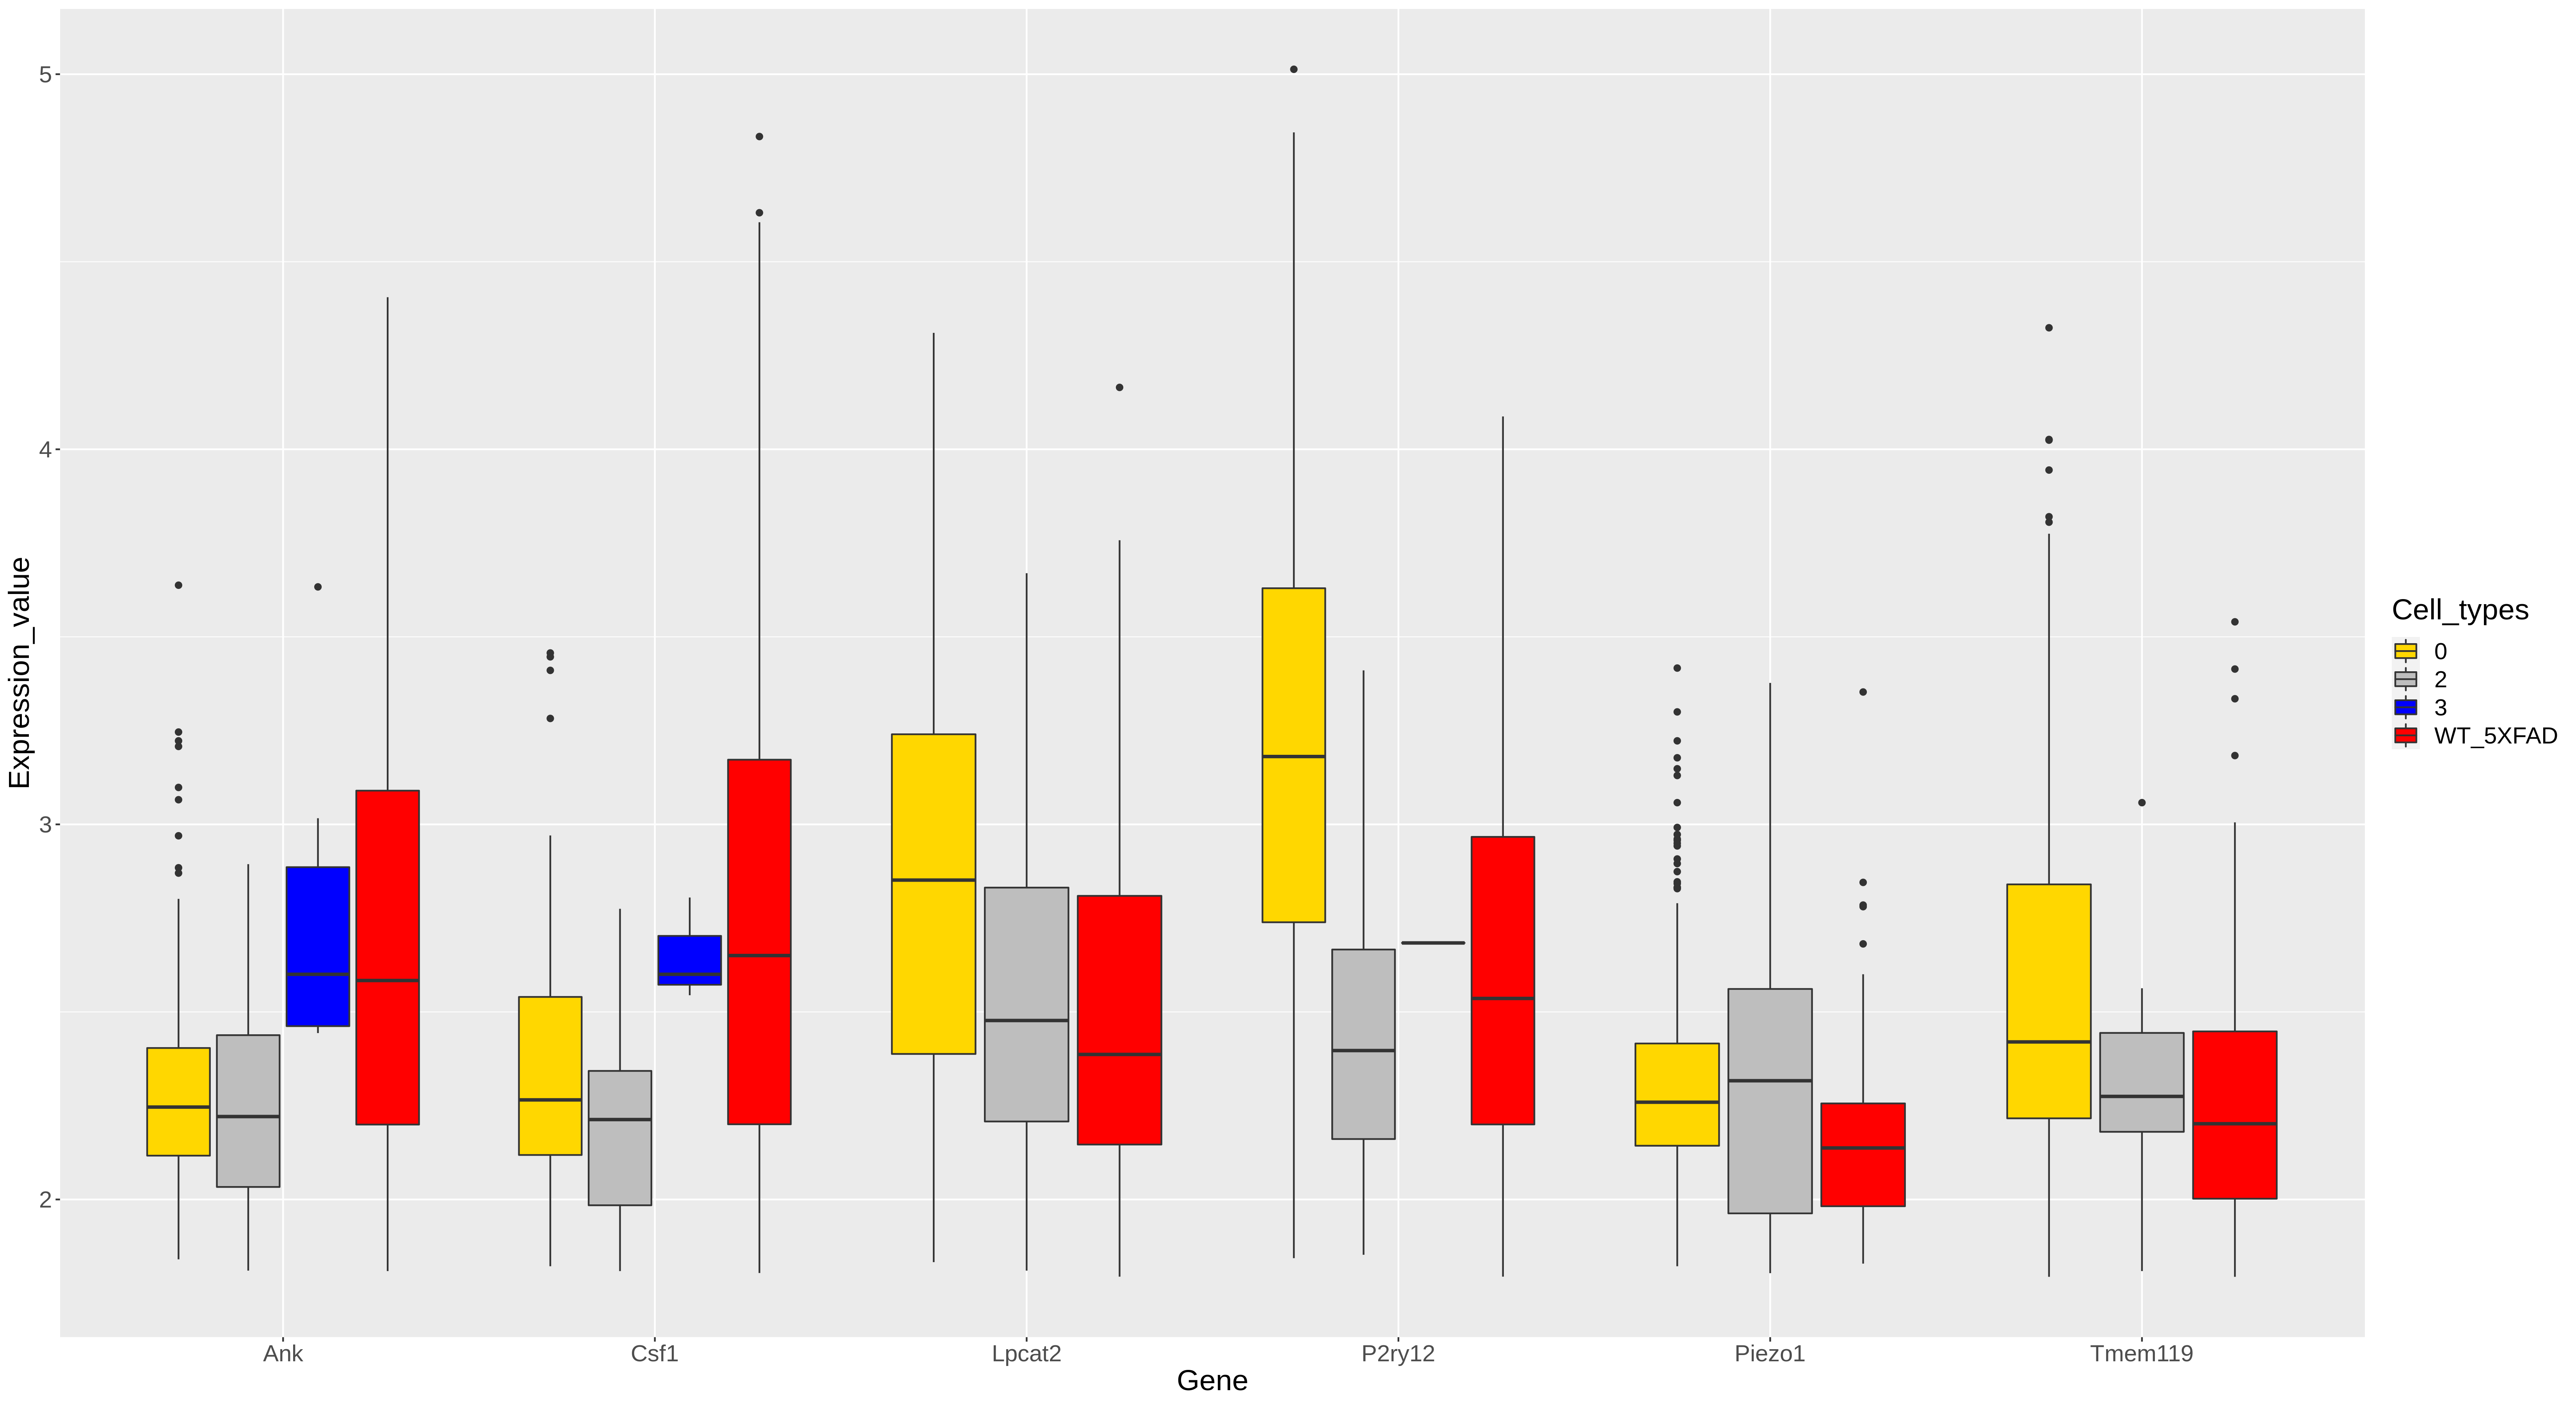 5
4
3
2
Expression_value
Ank
Csf1
Lpcat2
P2ry12
Piezo1
Tmem119
Gene
Cell_types
0
2
3
WT_5XFAD